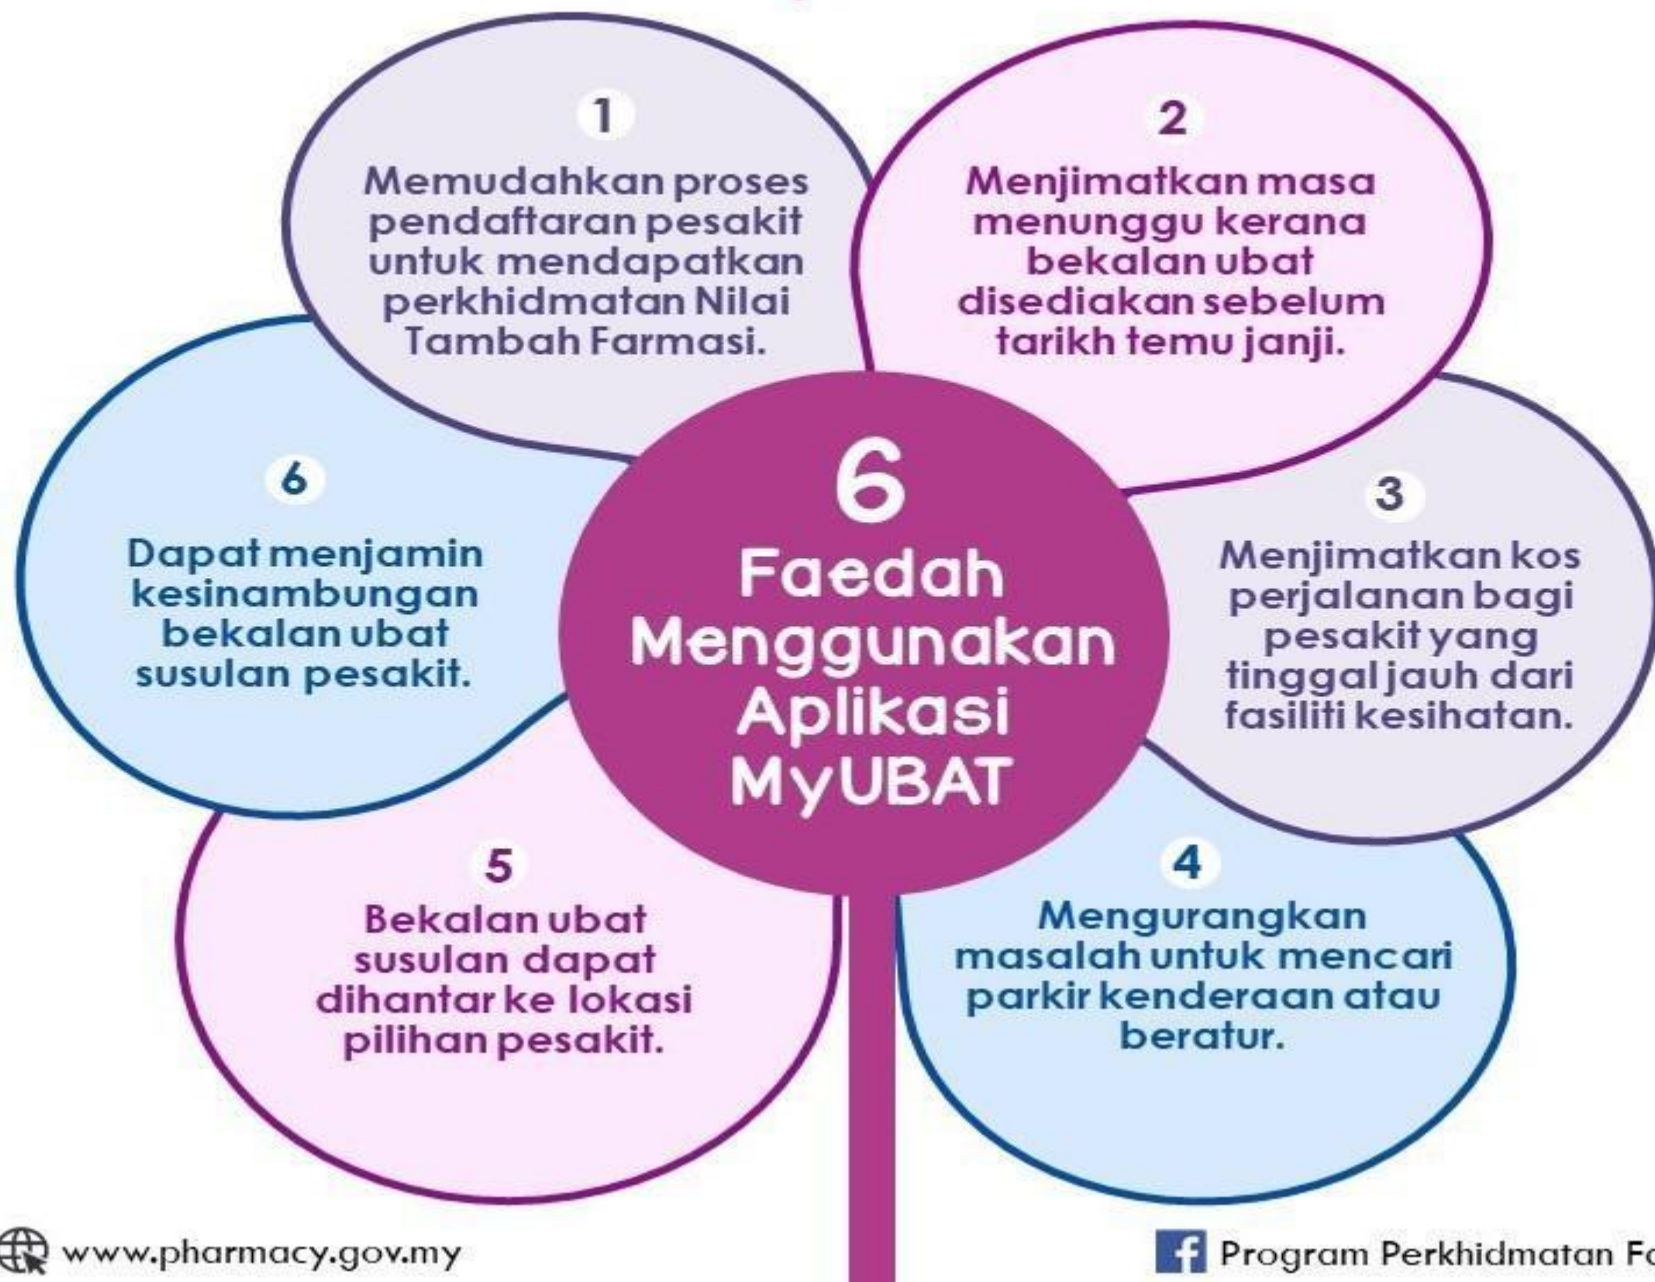 1
Memudahkan proses
pendaftaran pesakit
untuk mendapatkan
perkhidmatan Nilai
Tambah Farmasi.
2
Menjimatkan masa
menunggu kerana
bekalan ubat
disediakan sebelum
tarikh temu janji.
3
Menjimatkan kos
perjalanan bagi
pesakit yang
tinggal jauh dari
fasiliti kesihatan.
4
Mengurangkan
masalah untuk mencari
parkir kenderaan atau
beratur.
5
Bekalan ubat
susulan dapat
dihantar ke lokasi
pilihan pesakit.
6
Dapat menjamin
kesinambungan
bekalan ubat
susulan pesakit.
6
Faedah
Menggunakan
Aplikasi
MyUBAT
www.pharmacy.gov.my
f Program Perkhidmatan